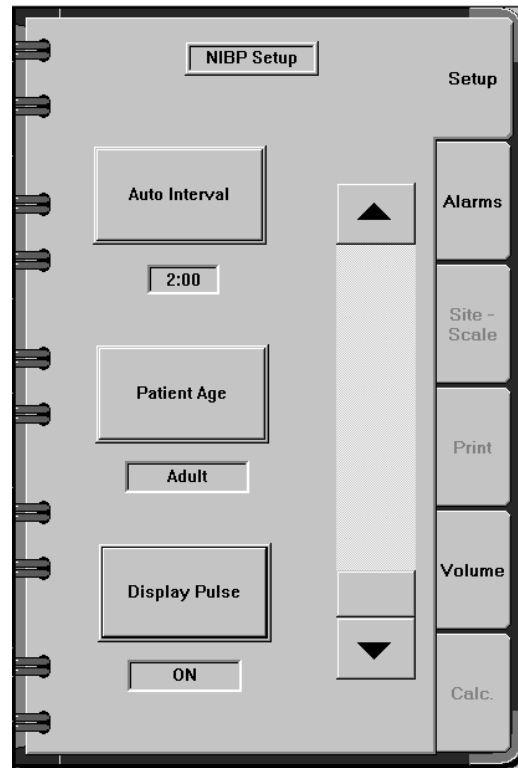 NIBP Setup
Setup
Auto Interval
2:00
Alarms
Site -
Scale
Patient Age
Adult
Print
Display Pulse
ON
Volume
Calc.